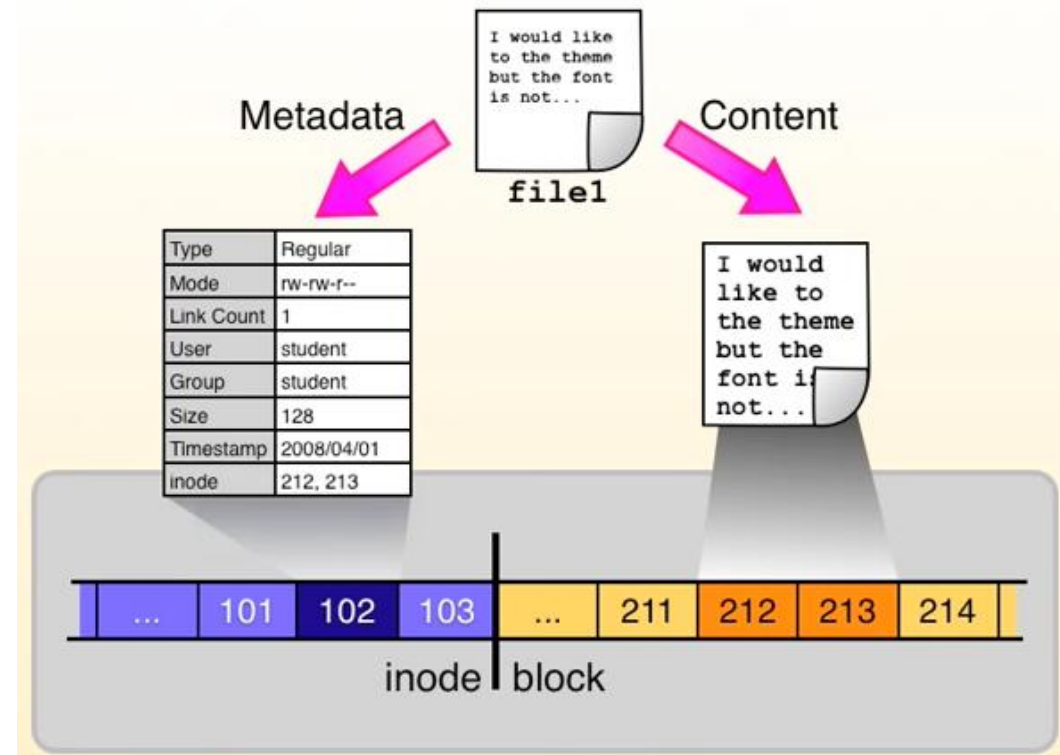 I would like
to the theme
but the font
is not...
Metadata
Content
file1
Type Regular
Mode rw-rw-r--
Link Count 1
User student
Group student
Size 128
Timestamp 2008/04/01
inode 212, 213
I would
like to
the theme
but the
font is
not...
... 101 102 103 ... 211 212 213 214
inode block